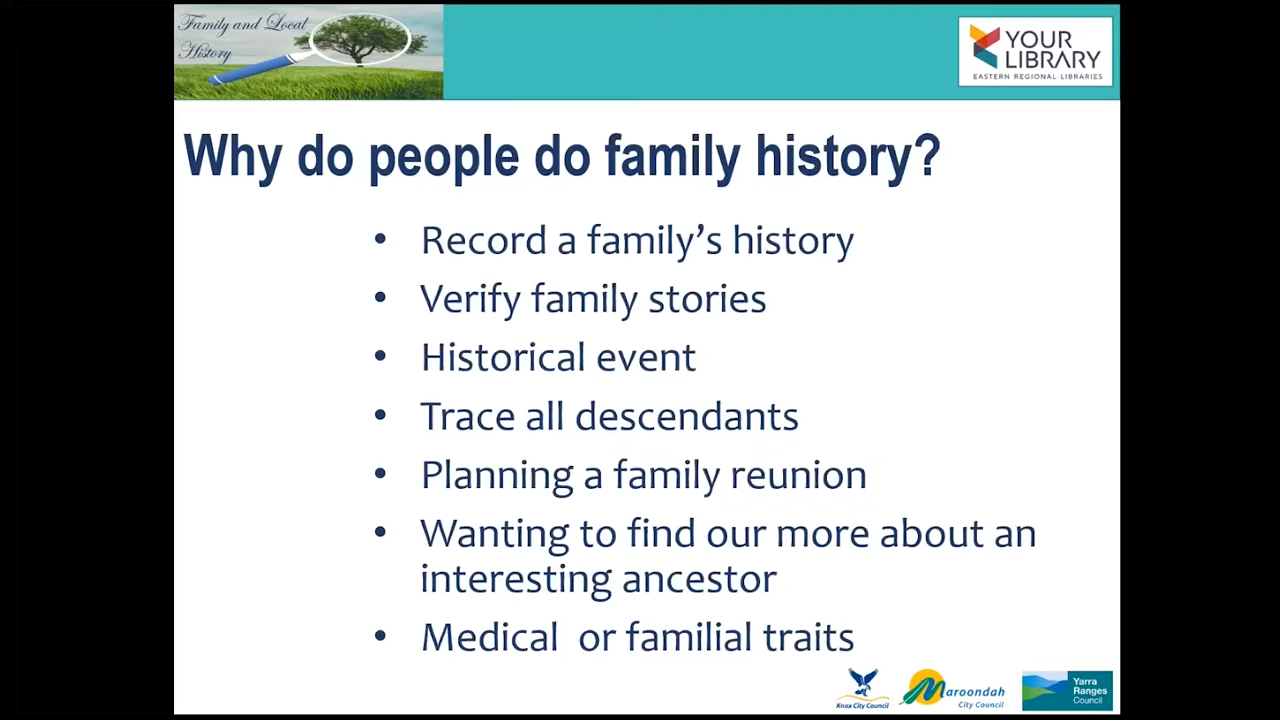 Family and Local
History
YOUR
LIBRARY
EASTERN REGIONAL LIBRARIES
Why do people do family history?
• Record a family’s history
• Verify family stories
• Historical event
• Trace all descendants
• Planning a family reunion
• Wanting to find our more about an
interesting ancestor
• Medical or familial traits
Knox City Council
Maroondah
City Council
Yarra
Ranges
Council